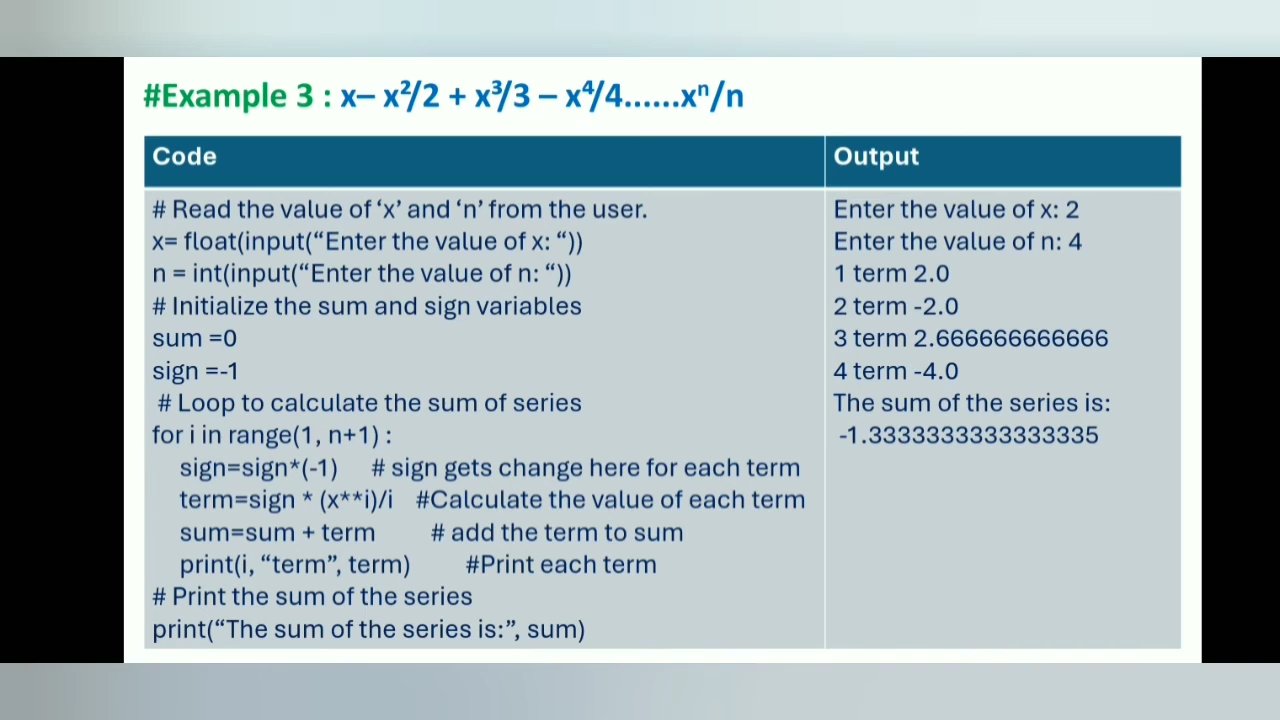 #Example 3 : x– x²/2 + x³/3 – x⁴/4......xⁿ/n
Code
# Read the value of ‘x’ and ‘n’ from the user.
x= float(input(“Enter the value of x: “))
n = int(input(“Enter the value of n: “))
# Initialize the sum and sign variables
sum =0
sign =-1
# Loop to calculate the sum of series
for i in range(1, n+1) :
sign=sign*(-1) # sign gets change here for each term
term=sign * (x**i)/i #Calculate the value of each term
sum=sum + term # add the term to sum
print(i, “term”, term) #Print each term
# Print the sum of the series
print(“The sum of the series is:”, sum)
Output
Enter the value of x: 2
Enter the value of n: 4
1 term 2.0
2 term -2.0
3 term 2.666666666666
4 term -4.0
The sum of the series is:
-1.3333333333333335